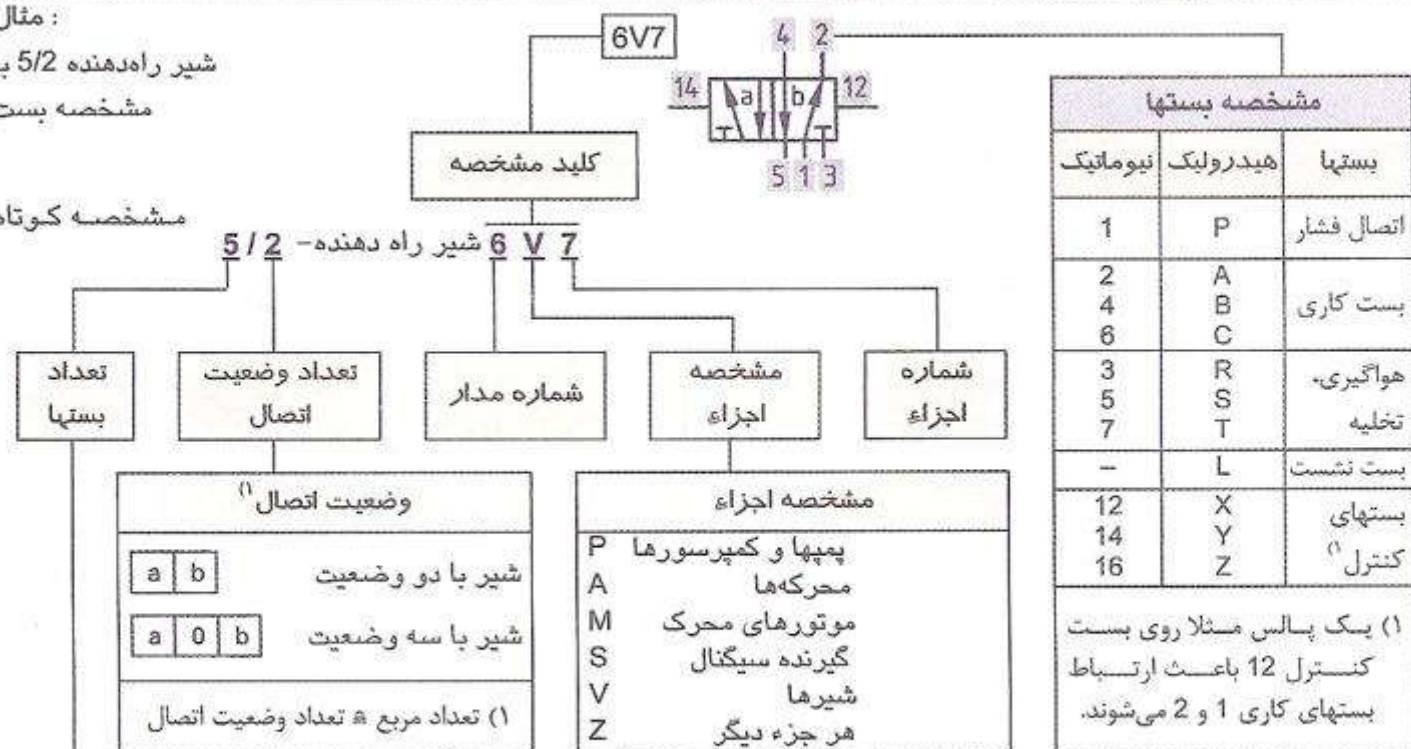 مثال :
شیر راه‌دهنده 5/2
مشخصه بست
6V7
4 2
14 a b 12
5 1 3
کلید مشخصه
5 / 2 –شیر راه دهنده 6 V 7
تعداد بستها
تعداد وضعیت اتصال
شماره مدار
مشخصه اجزاء
شماره اجزاء
وضعیت اتصال ⁽۱
شیر با دو وضعیت a b
شیر با سه وضعیت a 0 b
۱) تعداد مربع ≙ تعداد وضعیت اتصال
مشخصه اجزاء
P پمپها و کمپرسورها
A محرکه‌ها
M موتورهای محرک
S گیرنده سیگنال
V شیرها
Z هر جزء دیگر
مشخصه بستها
بستها هیدرولیک نیوماتیک
اتصال فشار P 1
بست کاری
A 2
B 4
C 6
هواگیری، تخلیه
R 3
S 5
T 7
بست نشست L –
بستهای کنترل ⁽۱
X 12
Y 14
Z 16
۱) یک پالس مثلا روی بست
کنترل 12 باعث ارتباط
بستهای کاری 1 و 2 می‌شوند.